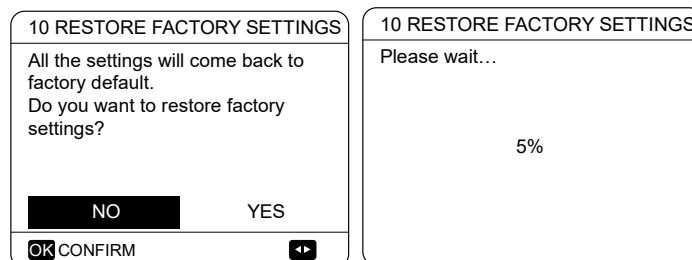 10 RESTORE FACTORY SETTINGS
All the settings will come back to
factory default.
Do you want to restore factory
settings?
NO YES
OK CONFIRM
10 RESTORE FACTORY SETTINGS
Please wait…
5%